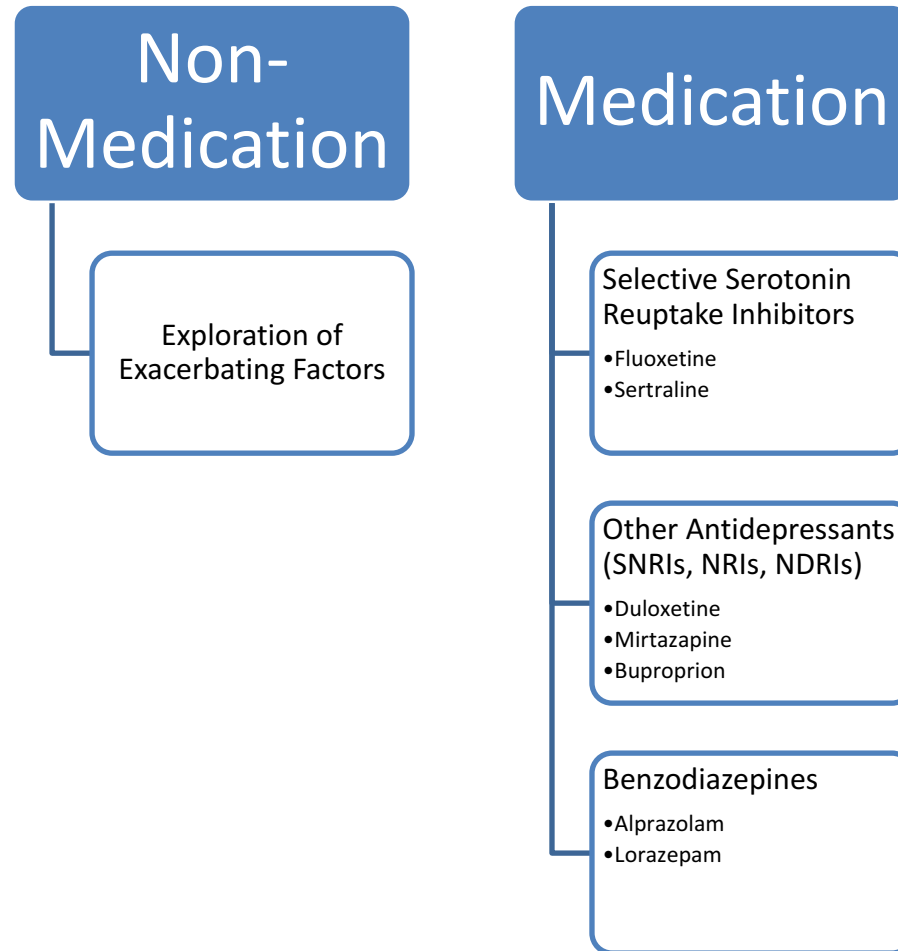 Non-
Medication
Exploration of
Exacerbating Factors
Medication
Selective Serotonin
Reuptake Inhibitors
•Fluoxetine
•Sertraline
Other Antidepressants
(SNRIs, NRIs, NDRIs)
•Duloxetine
•Mirtazapine
•Buproprion
Benzodiazepines
•Alprazolam
•Lorazepam